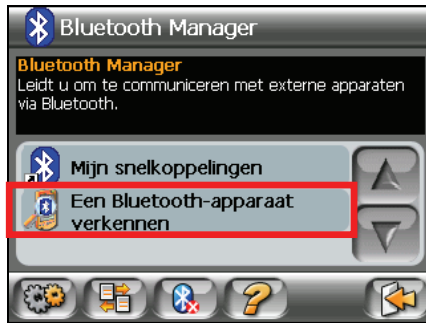 Bluetooth Manager
Bluetooth Manager
Leidt u om te communiceren met externe apparaten
via Bluetooth.
Mijn snelkoppelingen
Een Bluetooth-apparaat
verkennen